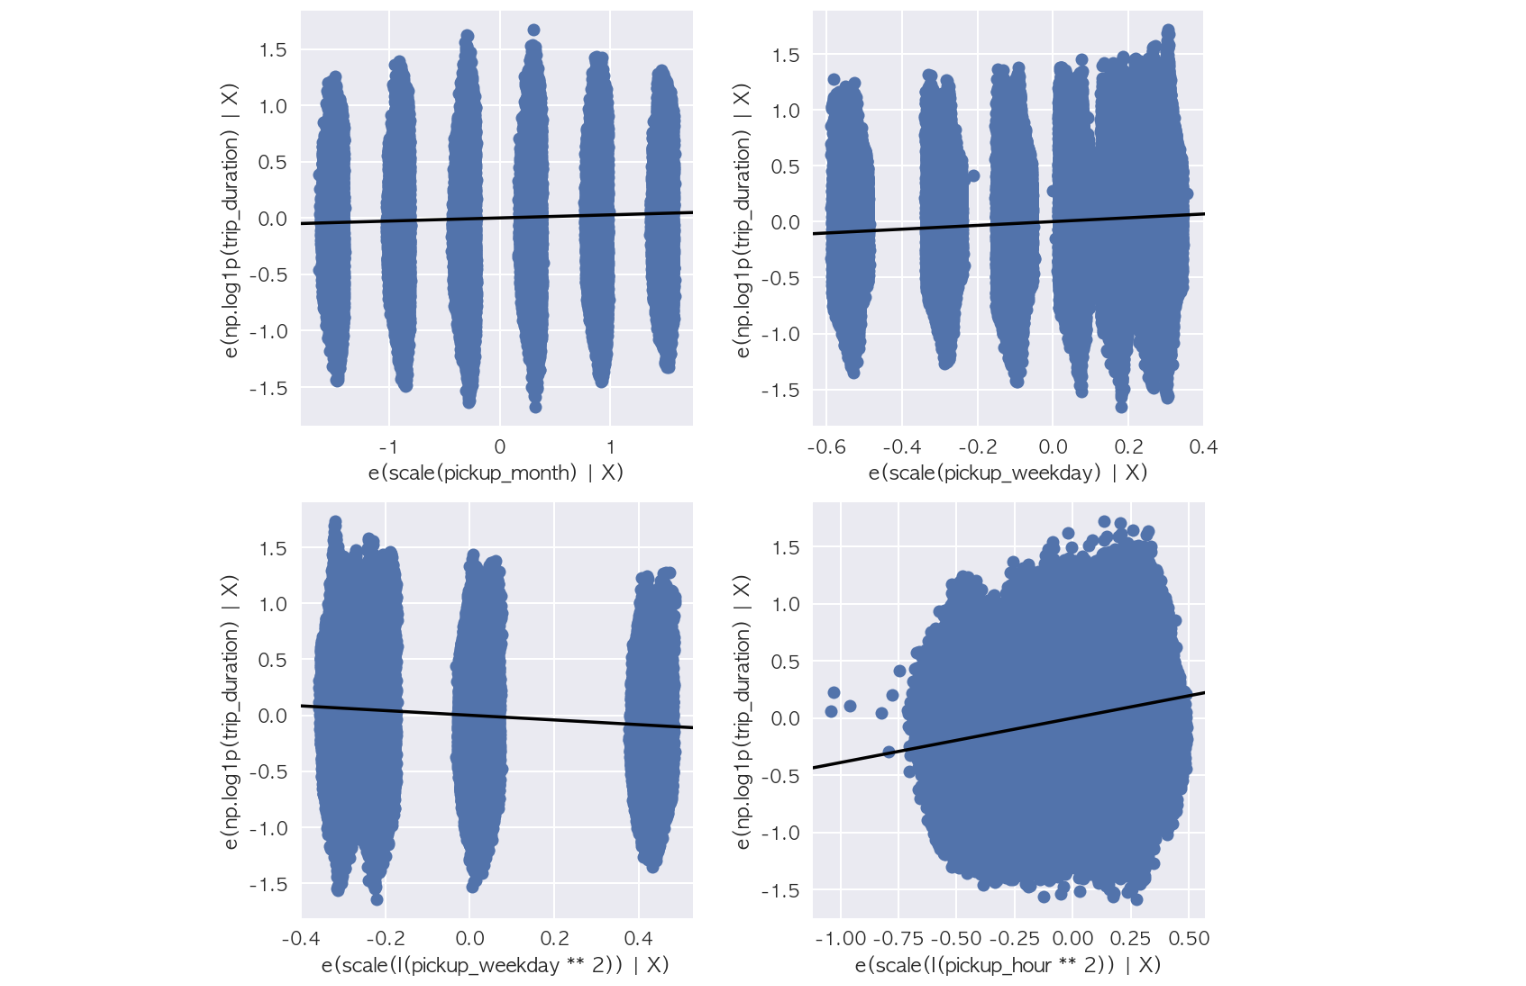 e(np.log1p(trip_duration) | X)
1.5
1.0
0.5
0.0
-0.5
-1.0
-1.5
-1 0 1
e(scale(pickup_month) | X)
e(np.log1p(trip_duration) | X)
1.5
1.0
0.5
0.0
-0.5
-1.0
-1.5
-0.6 -0.4 -0.2 0.0 0.2 0.4
e(scale(pickup_weekday) | X)
e(np.log1p(trip_duration) | X)
1.5
1.0
0.5
0.0
-0.5
-1.0
-1.5
-0.4 -0.2 0.0 0.2 0.4
e(scale(I(pickup_weekday ** 2)) | X)
e(np.log1p(trip_duration) | X)
1.5
1.0
0.5
0.0
-0.5
-1.0
-1.5
-1.00 -0.75 -0.50 -0.25 0.00 0.25 0.50
e(scale(I(pickup_hour ** 2)) | X)